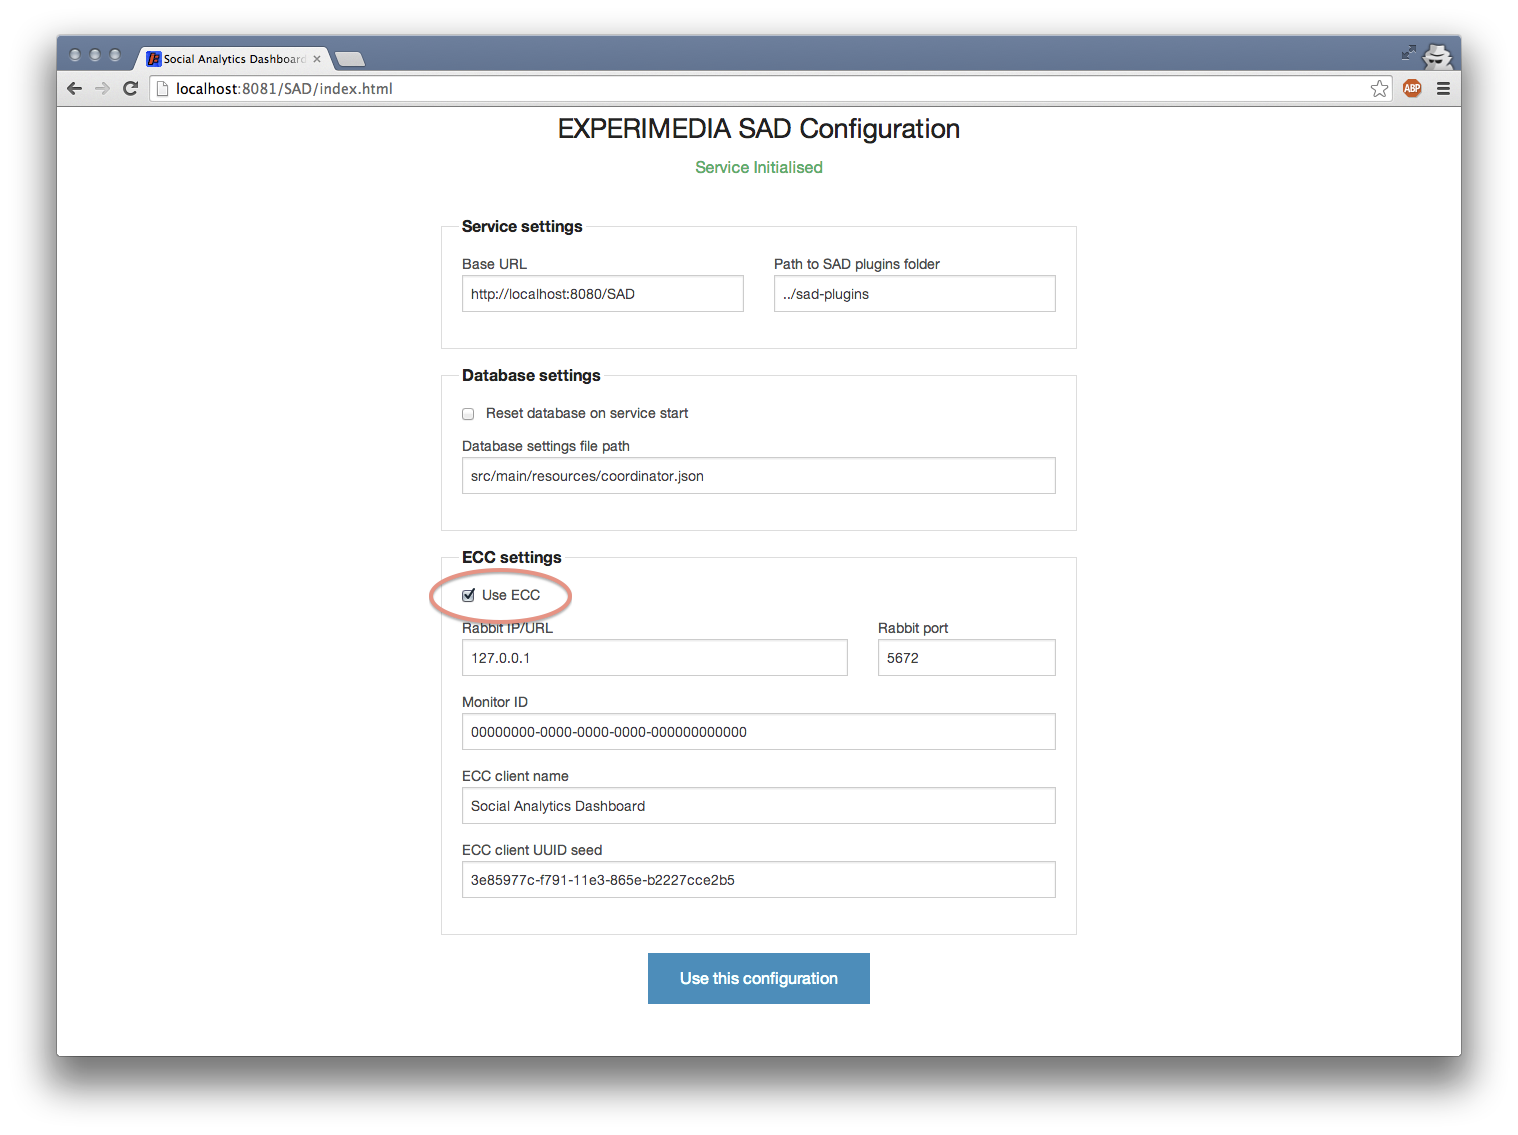 Social Analytics Dashboard
localhost:8081/SAD/index.html
ABP
EXPERIMEDIA SAD Configuration
Service Initialised
Service settings
Base URL Path to SAD plugins folder
http://localhost:8080/SAD ../sad-plugins
Database settings
Reset database on service start
Database settings file path
src/main/resources/coordinator.json
ECC settings
Use ECC
Rabbit IP/URL Rabbit port
127.0.0.1 5672
Monitor ID
00000000-0000-0000-0000-000000000000
ECC client name
Social Analytics Dashboard
ECC client UUID seed
3e85977c-f791-11e3-865e-b2227cce2b5
Use this configuration